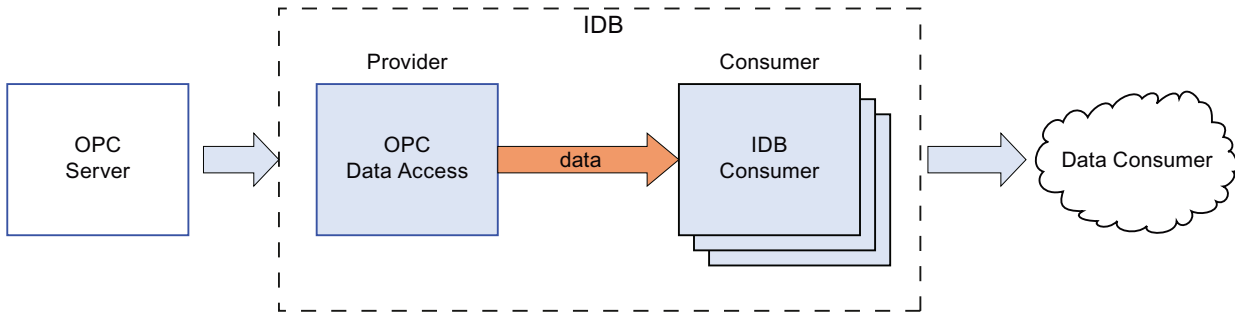 IDB
Provider
Consumer
OPC
Server
OPC
Data Access
data
IDB
Consumer
Data Consumer